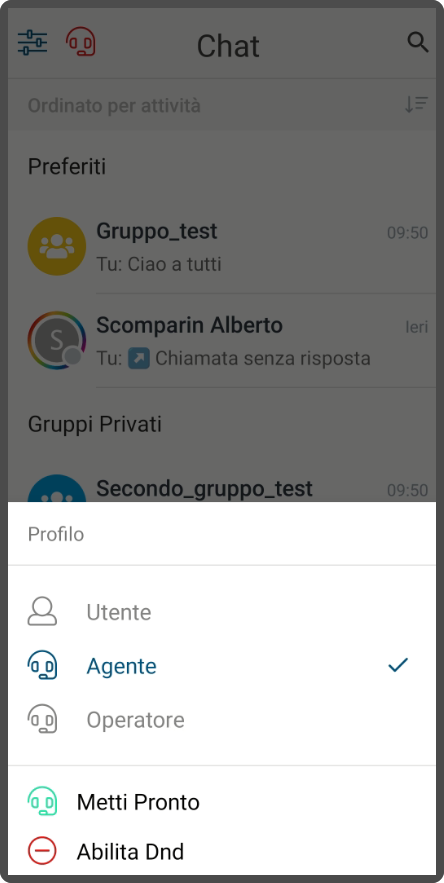 Chat
Ordinato per attività
Preferiti
Gruppo_test 09:50
Tu: Ciao a tutti
S
Scomparin Alberto Ieri
Tu: Chiamata senza risposta
Gruppi Privati
Secondo_gruppo_test 09:50
Profilo
Utente
Agente
Operatore
Metti Pronto
Abilita Dnd